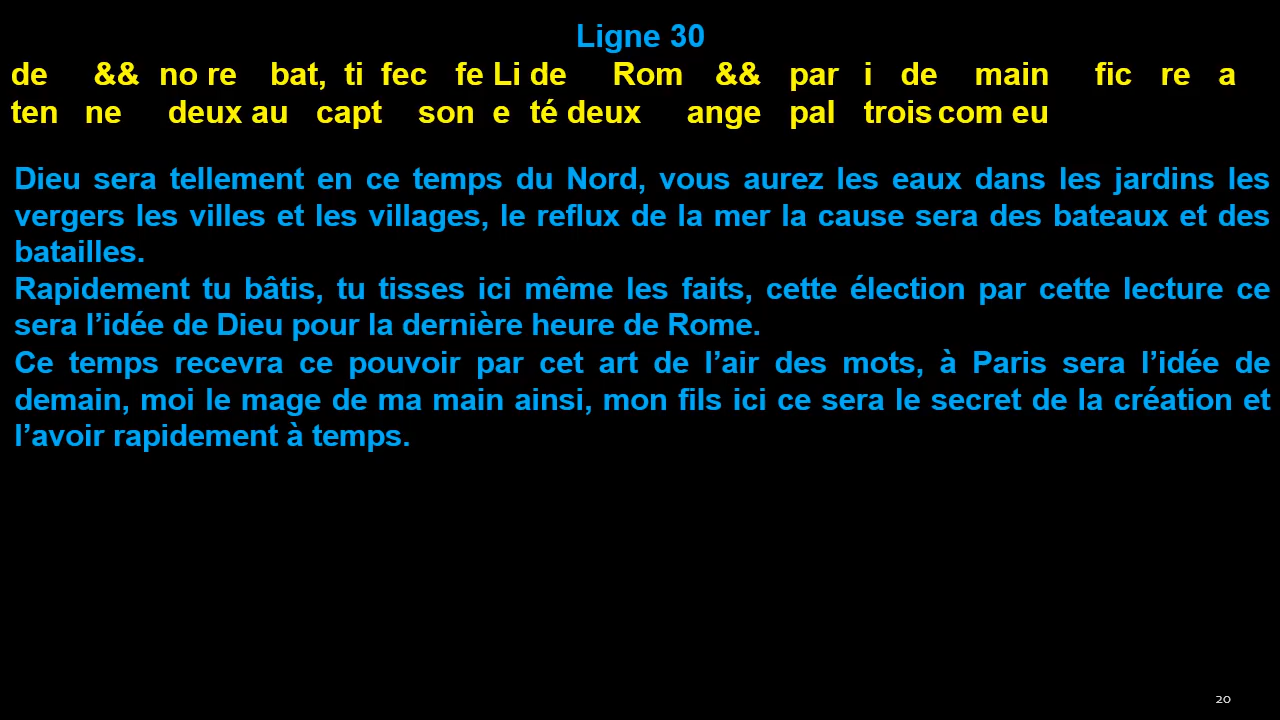 Ligne 30
de && no re bat, ti fec fe Li de Rom && par i de main fic re a
ten ne deux au capt son e té deux ange pal trois com eu
Dieu sera tellement en ce temps du Nord, vous aurez les eaux dans les jardins les
vergers les villes et les villages, le reflux de la mer la cause sera des bateaux et des
batailles.
Rapidement tu bâtis, tu tisses ici même les faits, cette élection par cette lecture ce
sera l’idée de Dieu pour la dernière heure de Rome.
Ce temps recevra ce pouvoir par cet art de l’air des mots, à Paris sera l’idée de
demain, moi le mage de ma main ainsi, mon fils ici ce sera le secret de la création et
l’avoir rapidement à temps.
20